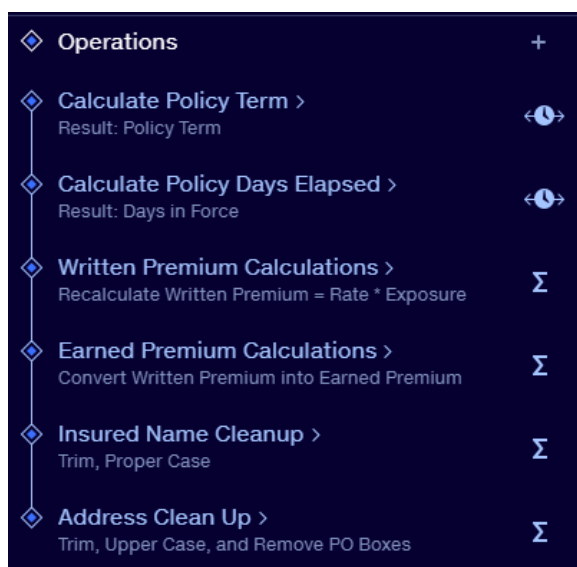 Operations +
Calculate Policy Term >
Result: Policy Term
Calculate Policy Days Elapsed >
Result: Days in Force
Written Premium Calculations >
Recalculate Written Premium = Rate * Exposure
Σ
Earned Premium Calculations >
Convert Written Premium into Earned Premium
Σ
Insured Name Cleanup >
Trim, Proper Case
Σ
Address Clean Up >
Trim, Upper Case, and Remove PO Boxes
Σ